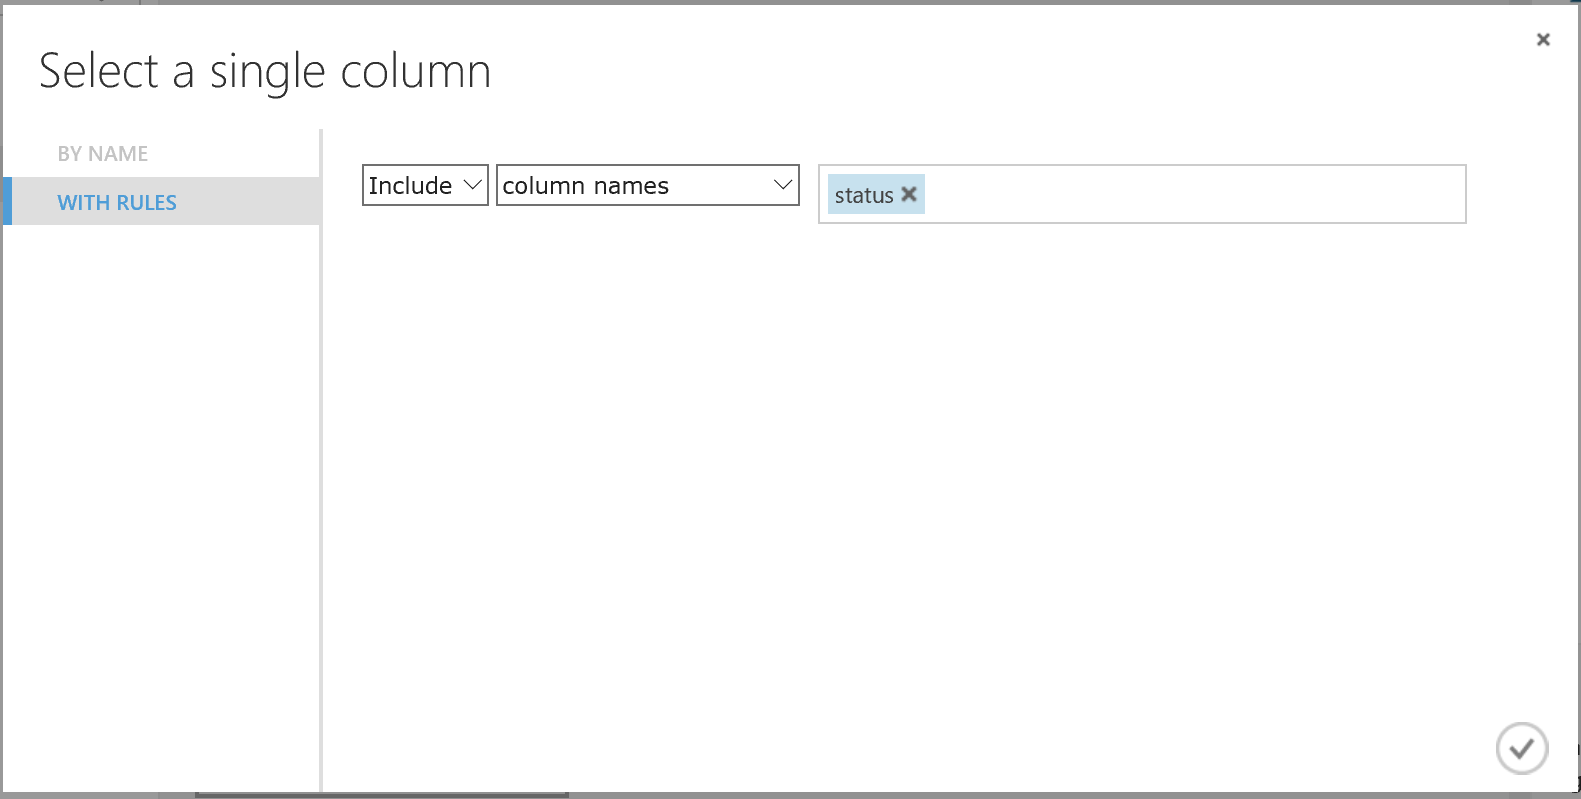 Select a single column
BY NAME
WITH RULES
Include column names status